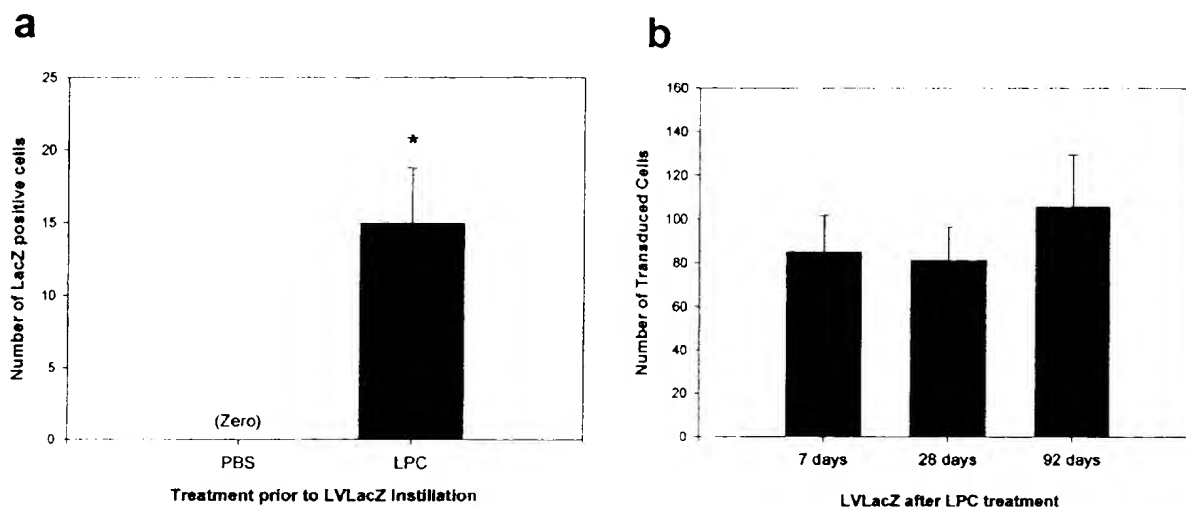 a
25
20
15
10
5
0
Number of LacZ positive cells
*
(Zero)
PBS
LPC
Treatment prior to LVLacZ Instillation
b
160
140
120
100
80
60
40
20
0
Number of Transduced Cells
7 days
28 days
92 days
LVLacZ after LPC treatment